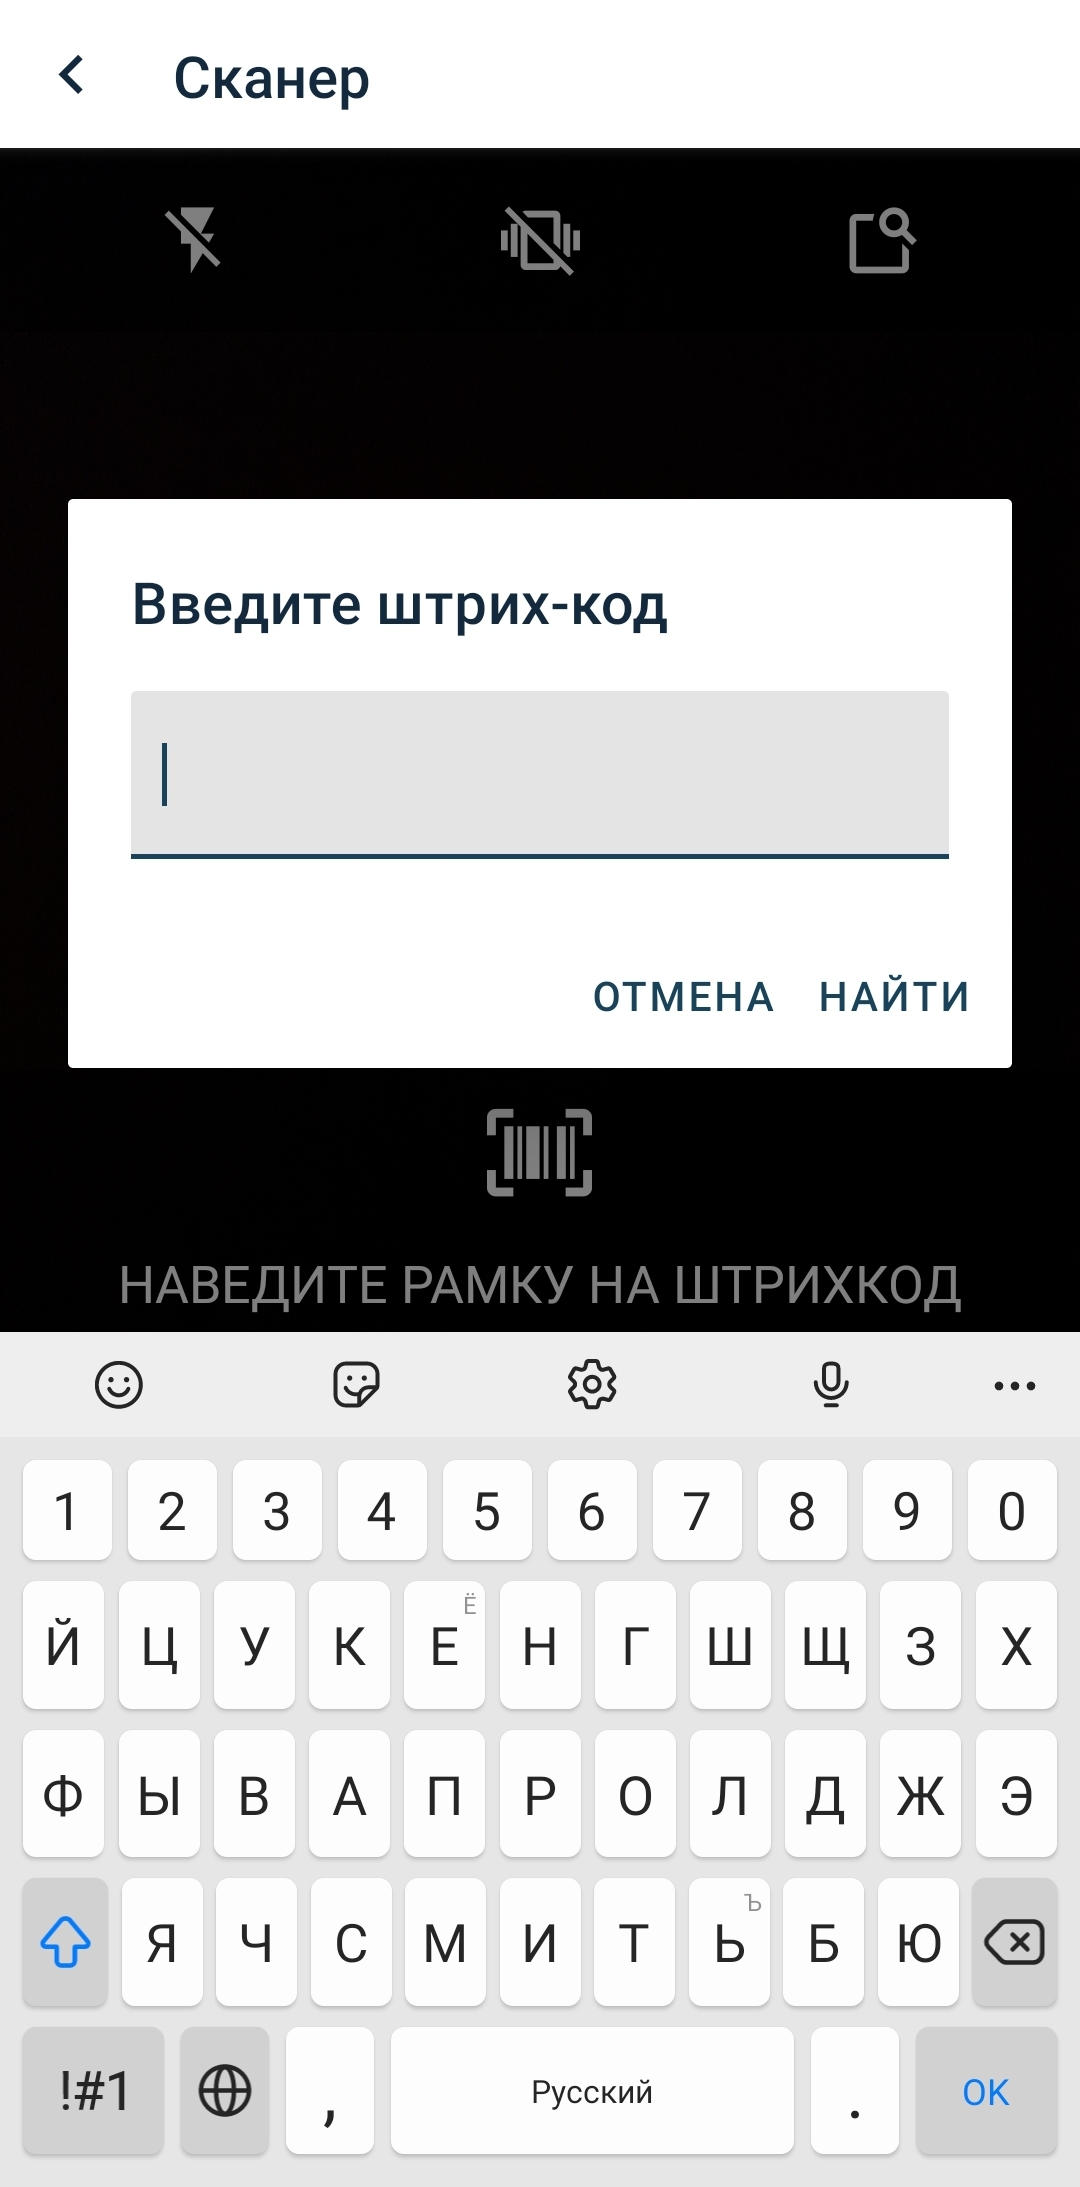 Сканер
Введите штрих-код
ОТМЕНА НАЙТИ
НАВЕДИТЕ РАМКУ НА ШТРИХКОД
1 2 3 4 5 6 7 8 9 0
Й Ц У К Е Ё Н Г Ш Щ З Х
Ф Ы В А П Р О Л Д Ж Э
Я Ч С М И Т Ь Ъ Б Ю
!#1 , Русский . OK